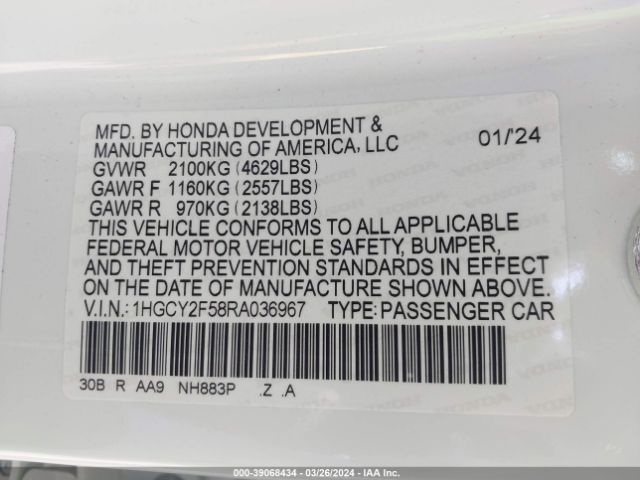 MFD. BY HONDA DEVELOPMENT &
MANUFACTURING OF AMERICA, LLC 01/'24
GVWR 2100KG (4629LBS)
GAWR F 1160KG (2557LBS)
GAWR R 970KG (2138LBS)
THIS VEHICLE CONFORMS TO ALL APPLICABLE
FEDERAL MOTOR VEHICLE SAFETY, BUMPER,
AND THEFT PREVENTION STANDARDS IN EFFECT
ON THE DATE OF MANUFACTURE SHOWN ABOVE.
V.I.N.: 1HGCY2F58RA036967 TYPE: PASSENGER CAR
30B R AA9 NH883P .Z .A
000-39068434 | 03/26/2024 | IAAI.COM